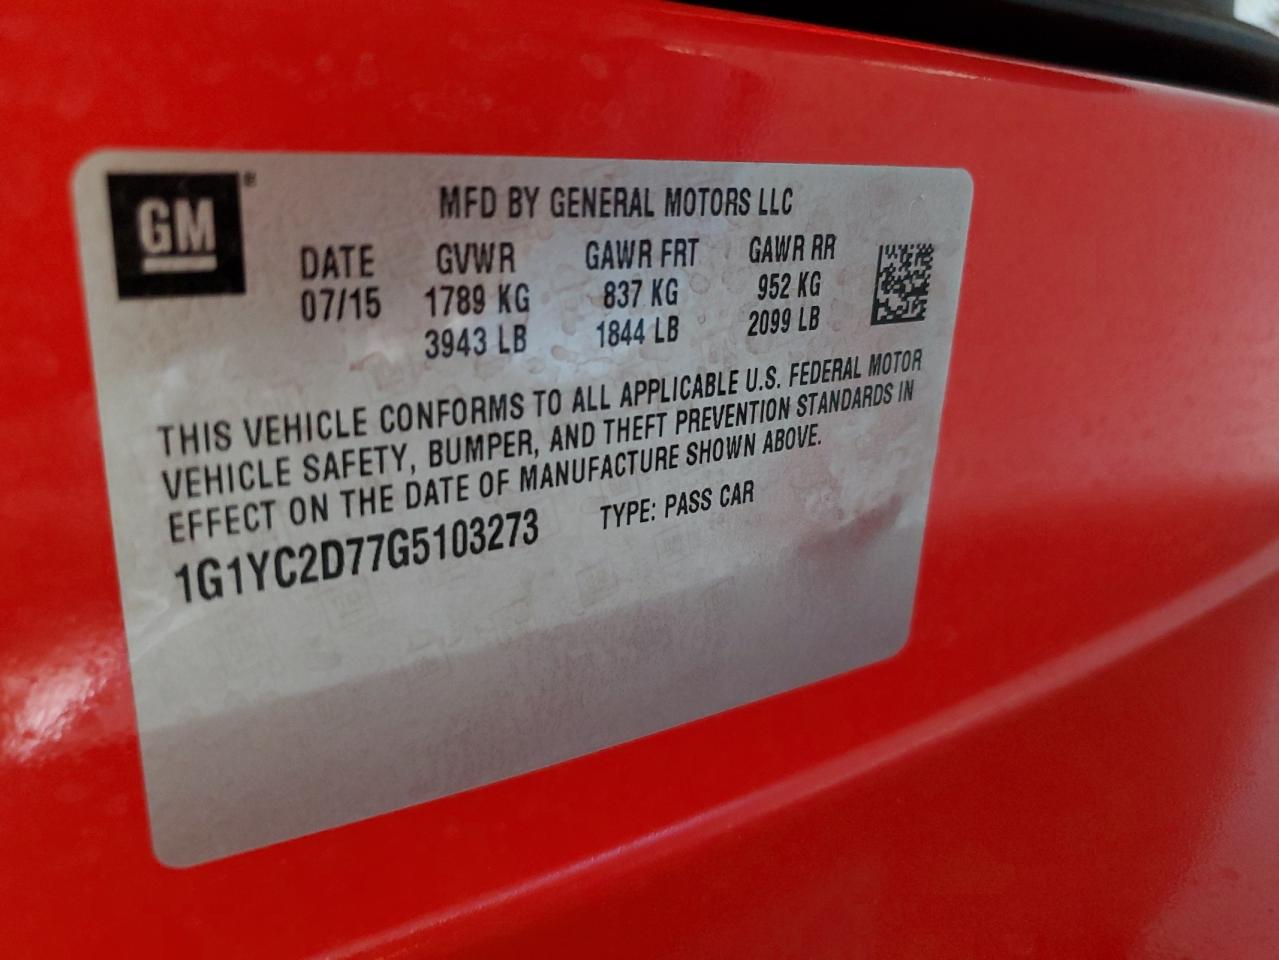 GM®
MFD BY GENERAL MOTORS LLC
DATE GVWR GAWR FRT GAWR RR
07/15 1789 KG 837 KG 952 KG
3943 LB 1844 LB 2099 LB
THIS VEHICLE CONFORMS TO ALL APPLICABLE U.S. FEDERAL MOTOR
VEHICLE SAFETY, BUMPER, AND THEFT PREVENTION STANDARDS IN
EFFECT ON THE DATE OF MANUFACTURE SHOWN ABOVE.
1G1YC2D77G5103273 TYPE: PASS CAR